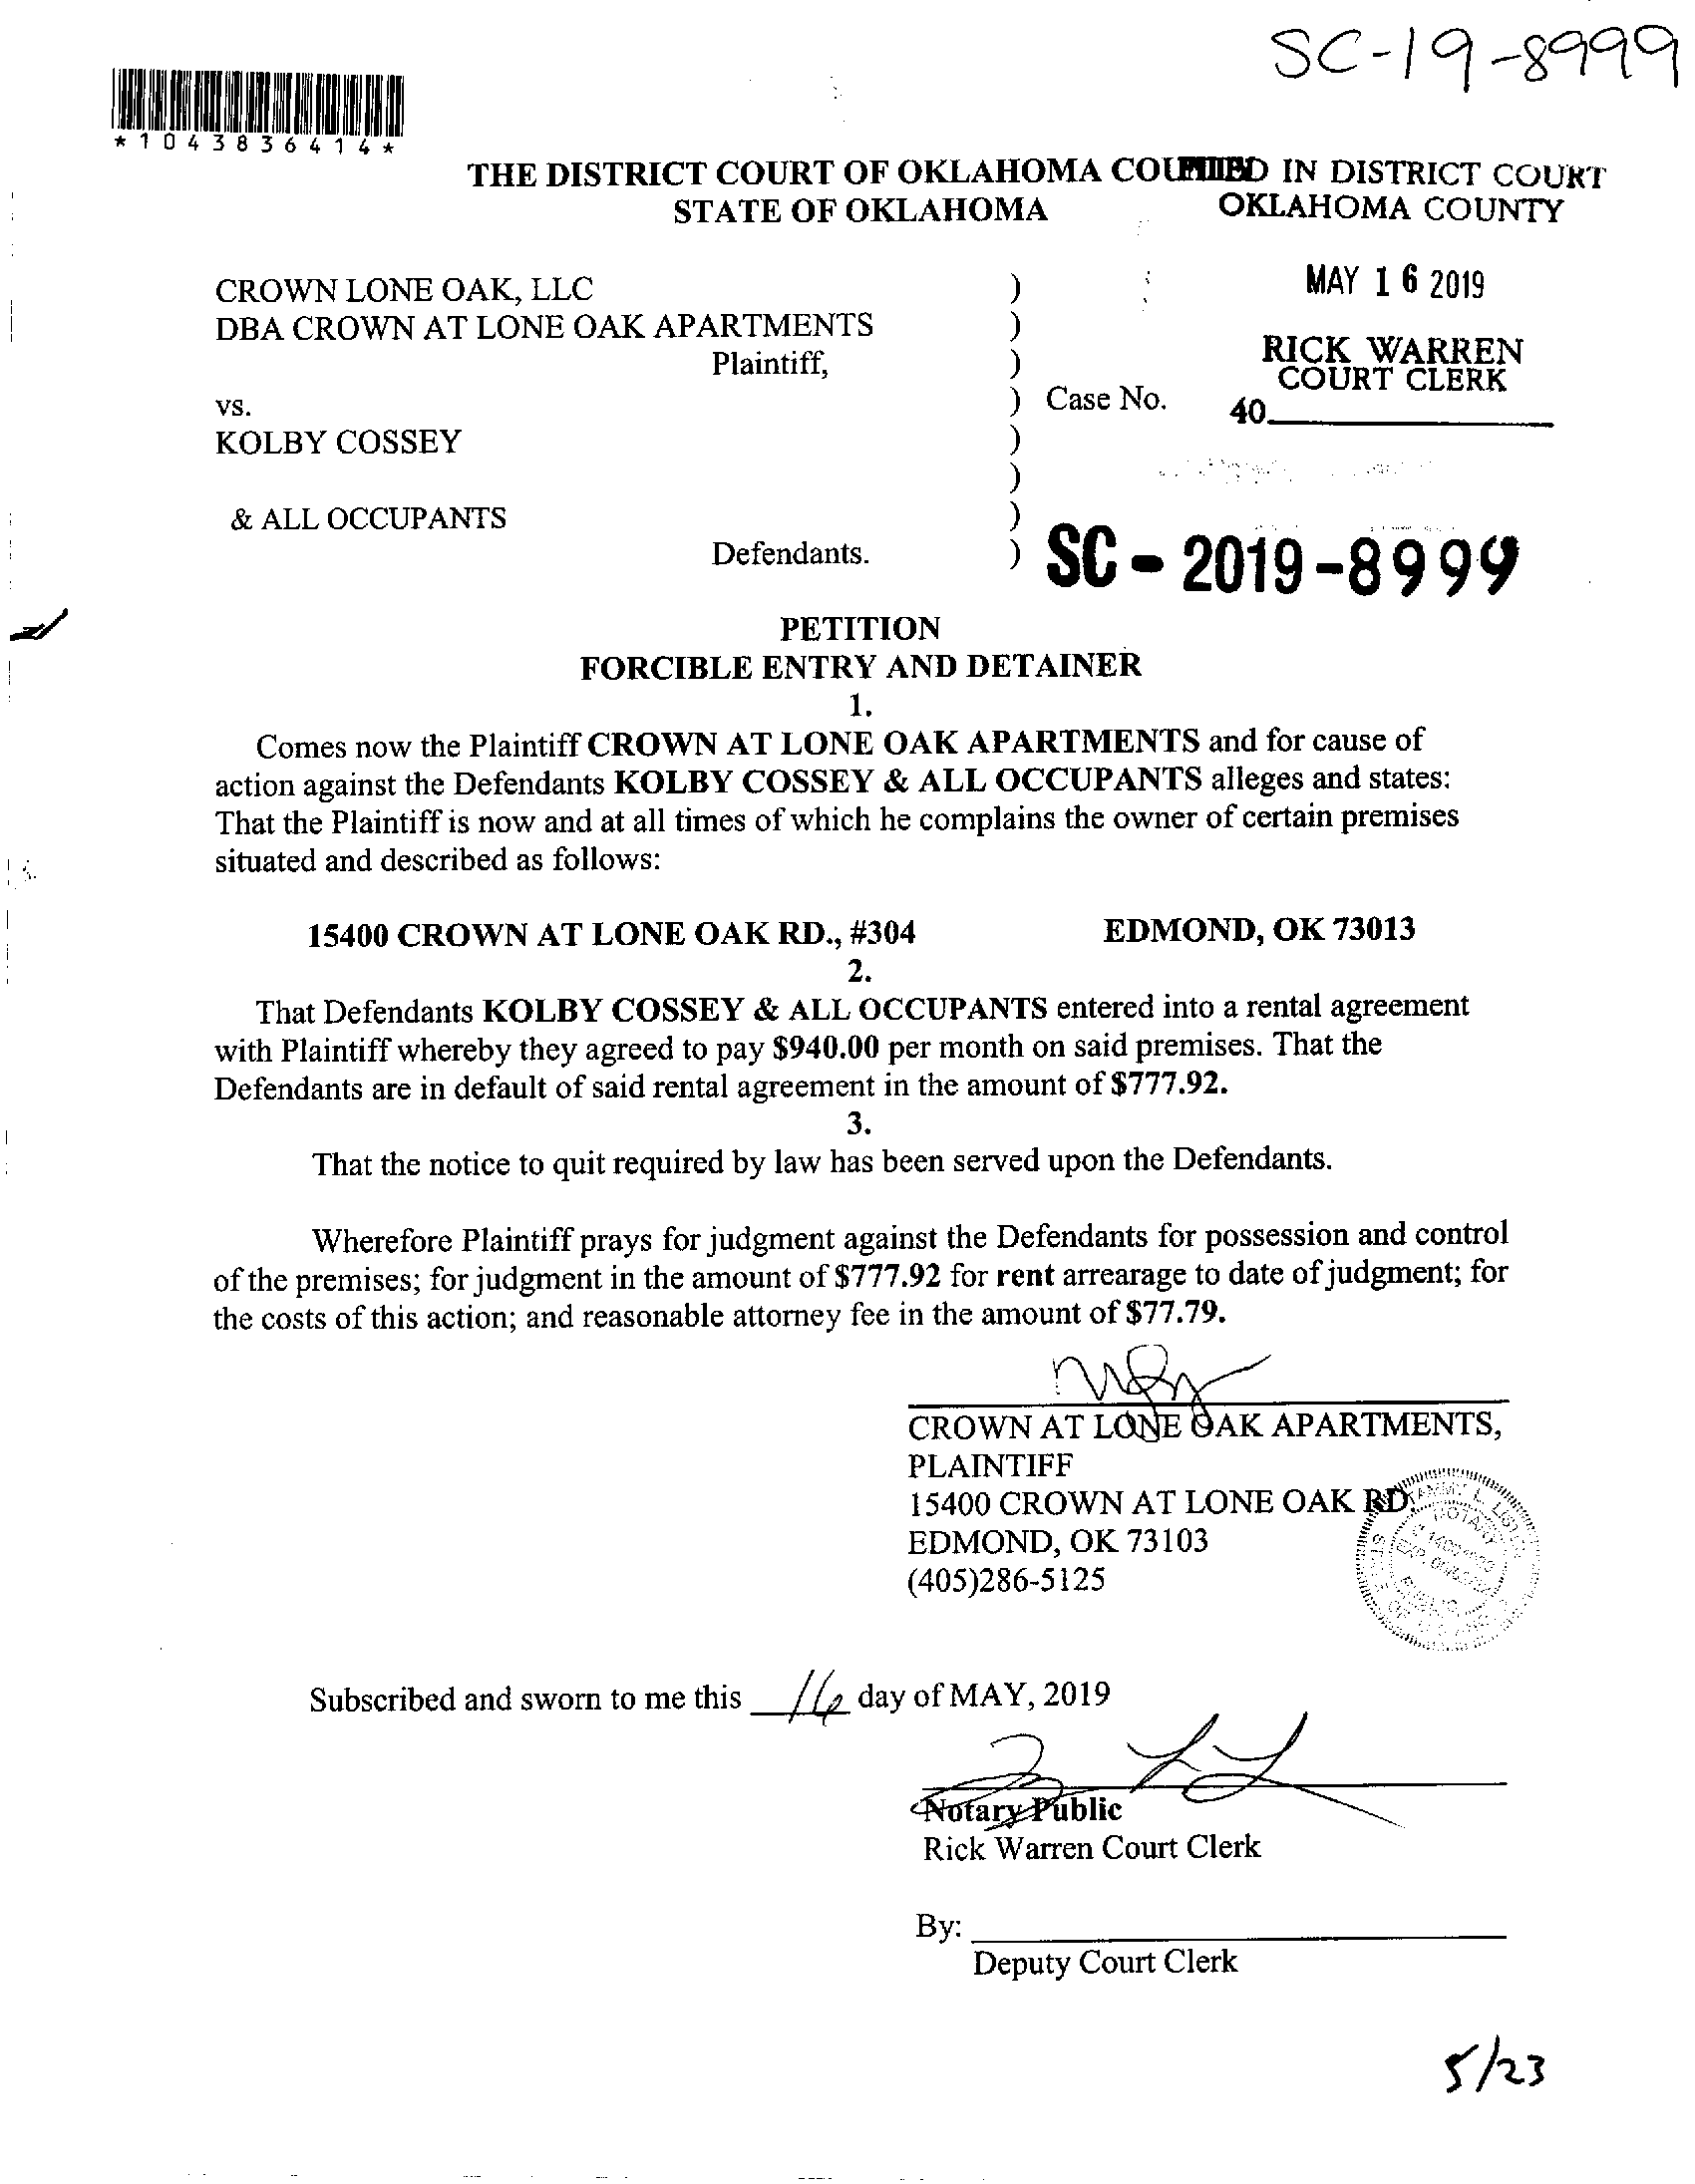 SC-19-8999
*1043836414*
THE DISTRICT COURT OF OKLAHOMA
FILED IN DISTRICT COURT
STATE OF OKLAHOMA
OKLAHOMA COUNTY
MAY 16 2019
RICK WARREN
COURT CLERK
40
CROWN LONE OAK, LLC )
DBA CROWN AT LONE OAK APARTMENTS )
Plaintiff, )
vs. ) Case No.
KOLBY COSSEY )
)
& ALL OCCUPANTS )
Defendants. ) SC - 2019-8999
PETITION
FORCIBLE ENTRY AND DETAINER
1.
Comes now the Plaintiff CROWN AT LONE OAK APARTMENTS and for cause of
action against the Defendants KOLBY COSSEY & ALL OCCUPANTS alleges and states:
That the Plaintiff is now and at all times of which he complains the owner of certain premises
situated and described as follows:
15400 CROWN AT LONE OAK RD., #304 EDMOND, OK 73013
2.
That Defendants KOLBY COSSEY & ALL OCCUPANTS entered into a rental agreement
with Plaintiff whereby they agreed to pay $940.00 per month on said premises. That the
Defendants are in default of said rental agreement in the amount of $777.92.
3.
That the notice to quit required by law has been served upon the Defendants.
Wherefore Plaintiff prays for judgment against the Defendants for possession and control
of the premises; for judgment in the amount of $777.92 for rent arrearage to date of judgment; for
the costs of this action; and reasonable attorney fee in the amount of $77.79.
CROWN AT LONE OAK APARTMENTS,
PLAINTIFF
15400 CROWN AT LONE OAK RD.
EDMOND, OK 73103
(405)286-5125
Subscribed and sworn to me this 16 day of MAY, 2019
Notary Public
Rick Warren Court Clerk
By:
Deputy Court Clerk
5/23